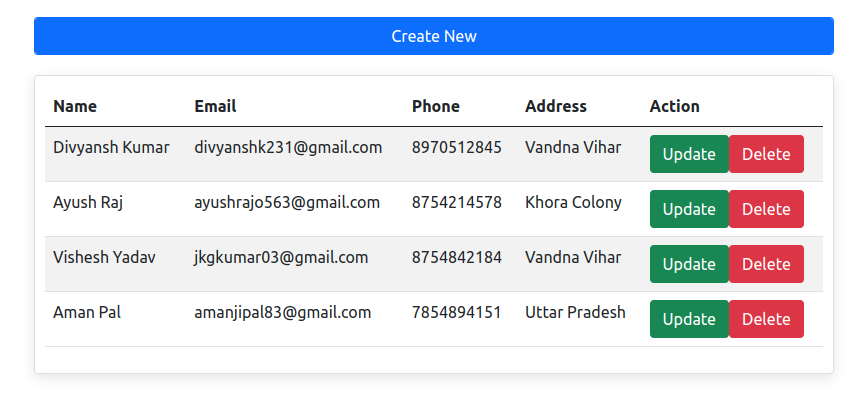 Create New
Name Email Phone Address Action
Divyansh Kumar divyanshk231@gmail.com 8970512845 Vandna Vihar Update Delete
Ayush Raj ayushrajo563@gmail.com 8754214578 Khora Colony Update Delete
Vishesh Yadav jkgkumar03@gmail.com 8754842184 Vandna Vihar Update Delete
Aman Pal amanjipal83@gmail.com 7854894151 Uttar Pradesh Update Delete